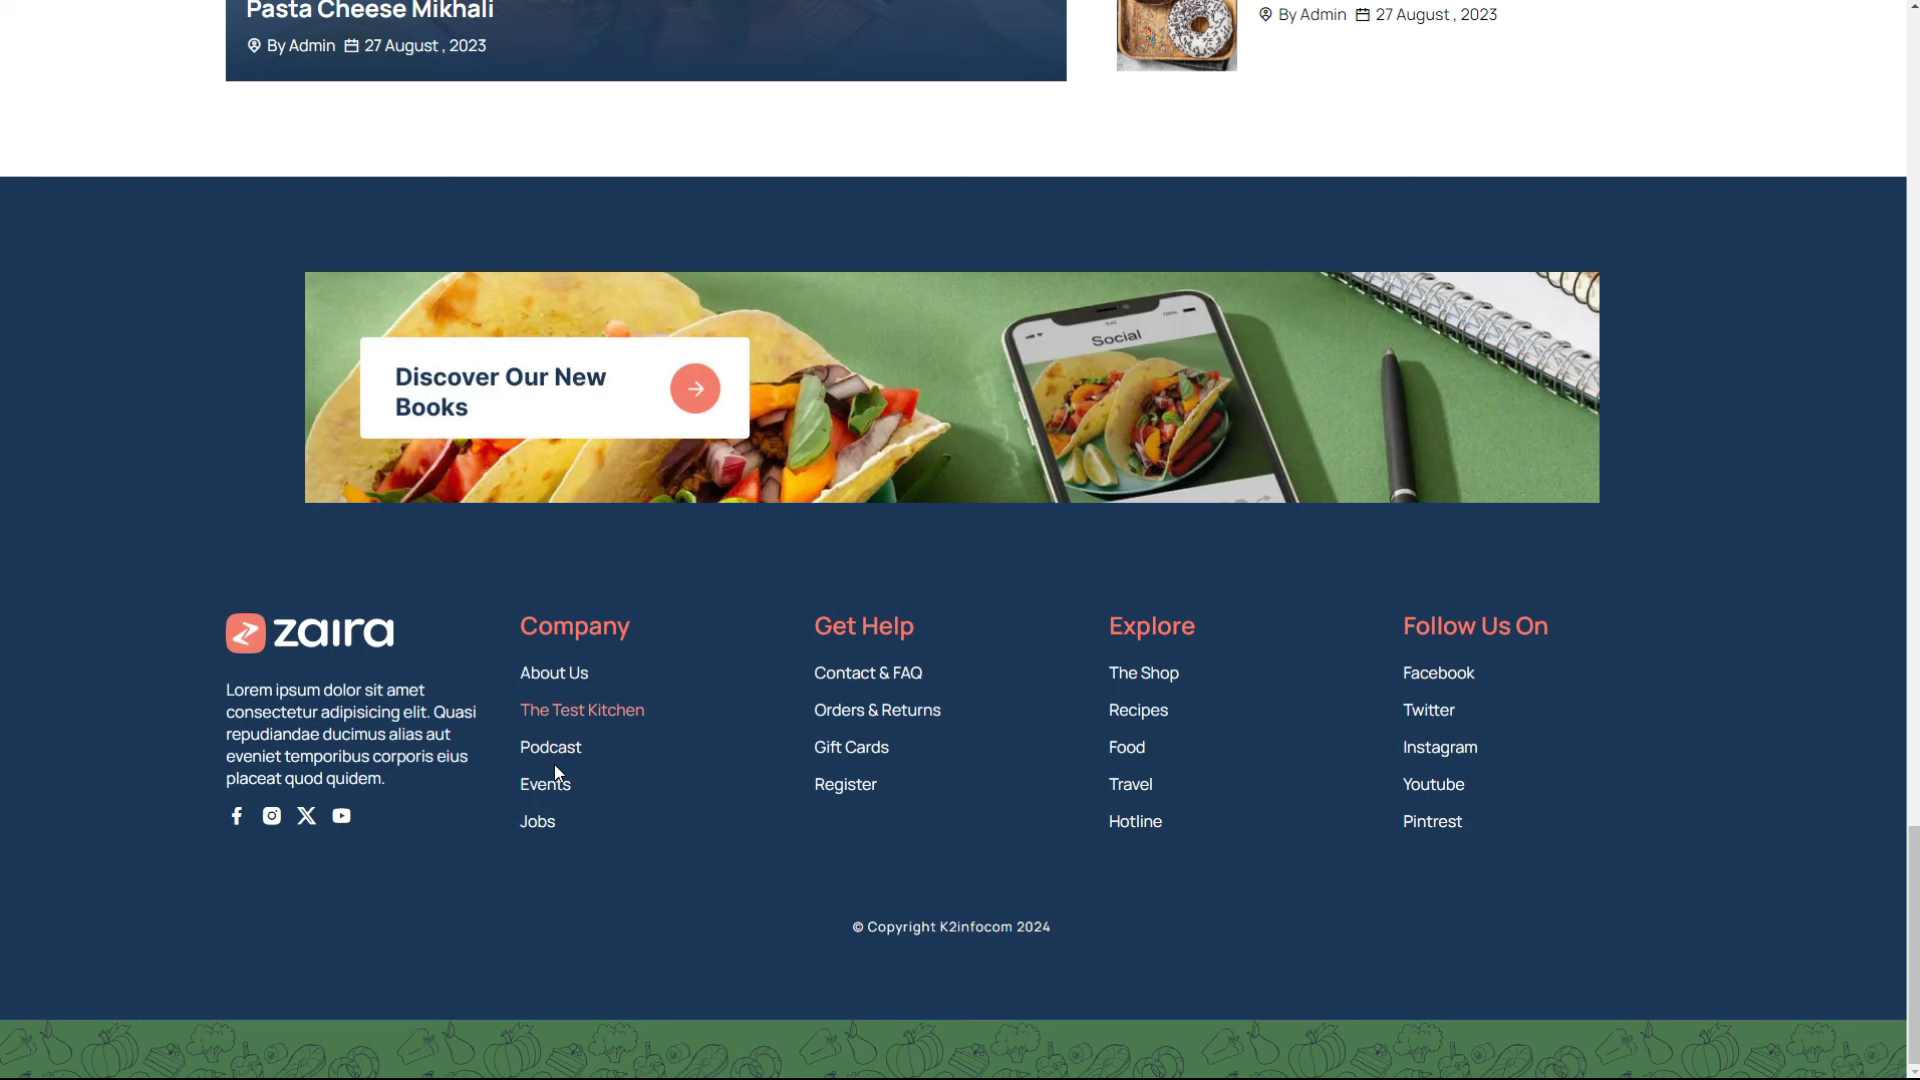 Pasta Cheese Mikhali
By Admin 27 August , 2023
By Admin 27 August , 2023
Discover Our New
Books
Social
zaira
Lorem ipsum dolor sit amet
consectetur adipisicing elit. Quasi
repudiandae ducimus alias aut
eveniet temporibus corporis eius
placeat quod quidem.
Company
About Us
The Test Kitchen
Podcast
Events
Jobs
Get Help
Contact & FAQ
Orders & Returns
Gift Cards
Register
Explore
The Shop
Recipes
Food
Travel
Hotline
Follow Us On
Facebook
Twitter
Instagram
Youtube
Pintrest
© Copyright K2infocom 2024